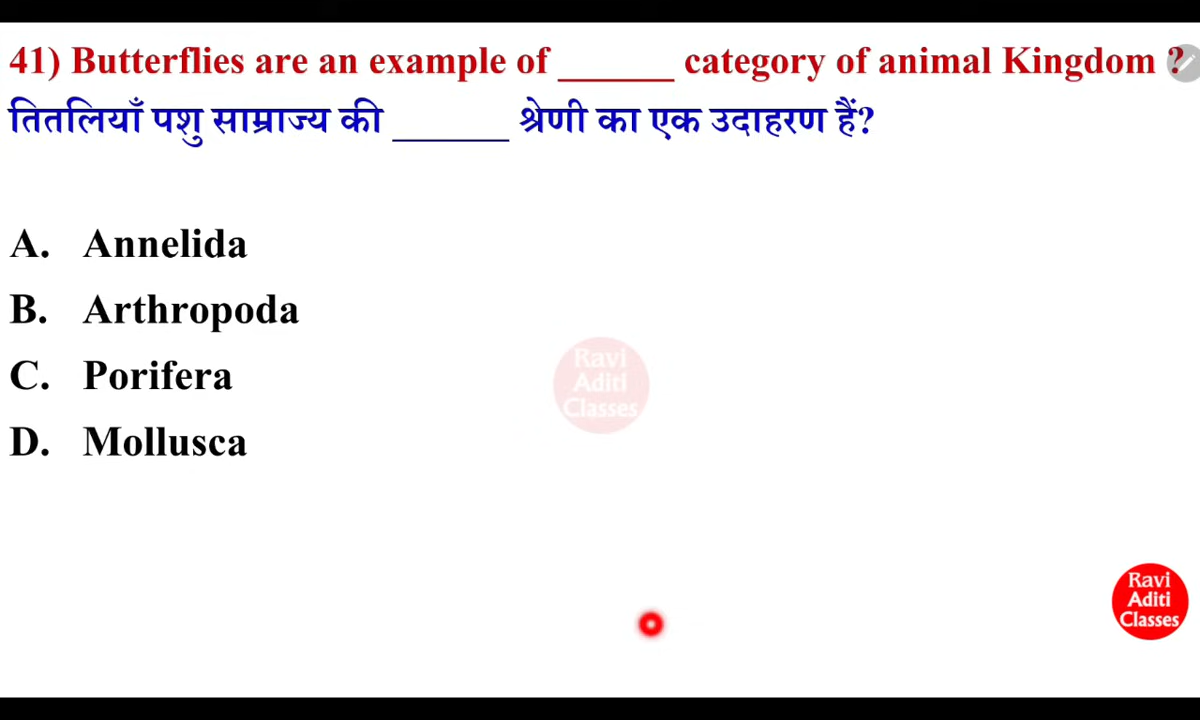 41) Butterflies are an example of ______ category of animal Kingdom ?
तितलियाँ पशु साम्राज्य की ______ श्रेणी का एक उदाहरण हैं?
A. Annelida
B. Arthropoda
C. Porifera
D. Mollusca
Ravi
Aditi
Classes
Ravi
Aditi
Classes